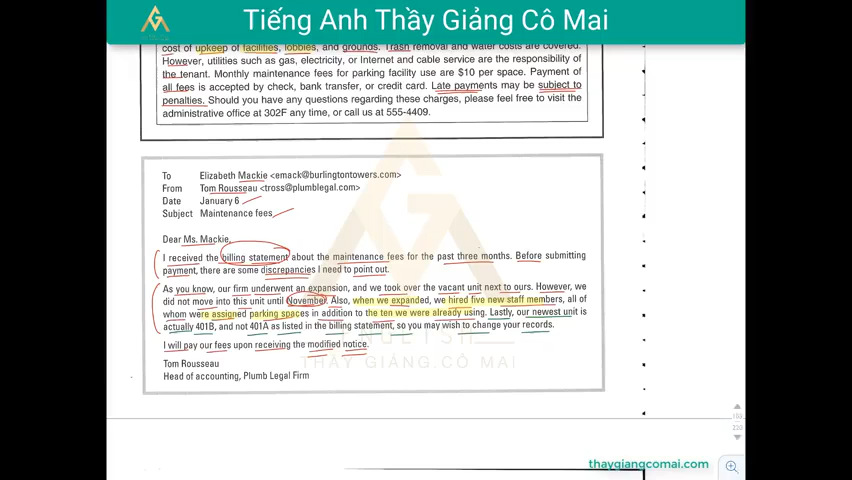 Tiếng Anh Thầy Giảng Cô Mai
cost of upkeep of facilities, lobbies, and grounds. Trash removal and water costs are covered.
However, utilities such as gas, electricity, or Internet and cable service are the responsibility of
the tenant. Monthly maintenance fees for parking facility use are $10 per space. Payment of
all fees is accepted by check, bank transfer, or credit card. Late payments may be subject to
penalties. Should you have any questions regarding these charges, please feel free to visit the
administrative office at 302F any time, or call us at 555-4409.
To Elizabeth Mackie <emack@burlingtontowers.com>
From Tom Rousseau <tross@plumblegal.com>
Date January 6
Subject Maintenance fees
Dear Ms. Mackie,
I received the billing statement about the maintenance fees for the past three months. Before submitting
payment, there are some discrepancies I need to point out.
As you know, our firm underwent an expansion, and we took over the vacant unit next to ours. However, we
did not move into this unit until November. Also, when we expanded, we hired five new staff members, all of
whom were assigned parking spaces in addition to the ten we were already using. Lastly, our newest unit is
actually 401B, and not 401A as listed in the billing statement, so you may wish to change your records.
I will pay our fees upon receiving the modified notice.
ENGLISH
THẦY GIẢNG.CÔ MAI
Tom Rousseau
Head of accounting, Plumb Legal Firm
thaygiangcomai.com